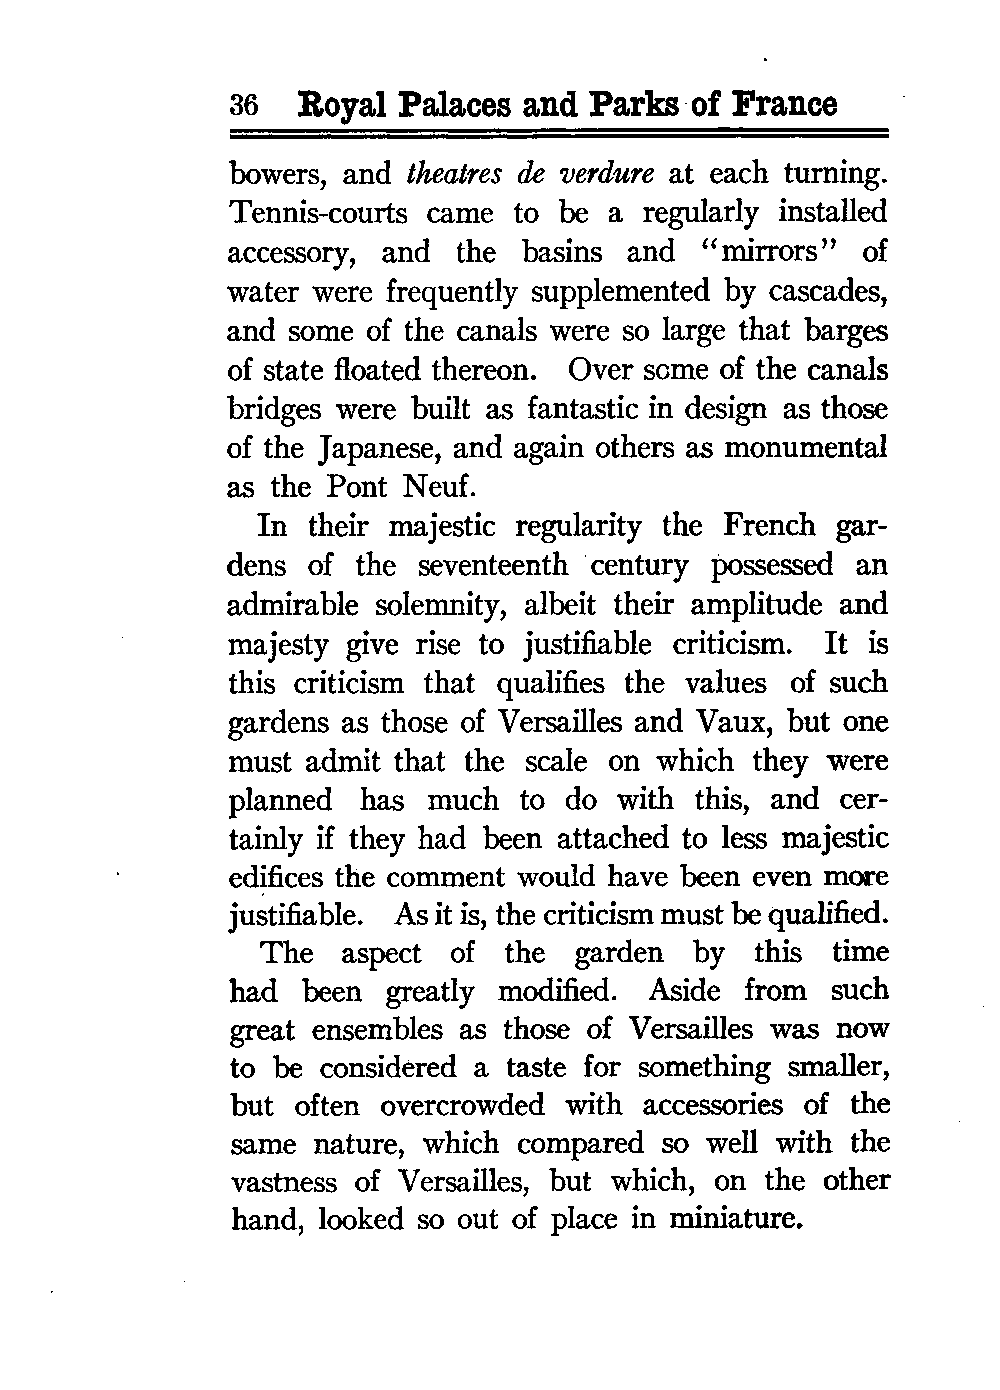 36 Royal Palaces and Parks of France
bowers, and theatres de verdure at each turning.
Tennis-courts came to be a regularly installed
accessory, and the basins and “mirrors” of
water were frequently supplemented by cascades,
and some of the canals were so large that barges
of state floated thereon. Over some of the canals
bridges were built as fantastic in design as those
of the Japanese, and again others as monumental
as the Pont Neuf.
In their majestic regularity the French gar-
dens of the seventeenth century possessed an
admirable solemnity, albeit their amplitude and
majesty give rise to justifiable criticism. It is
this criticism that qualifies the values of such
gardens as those of Versailles and Vaux, but one
must admit that the scale on which they were
planned has much to do with this, and cer-
tainly if they had been attached to less majestic
edifices the comment would have been even more
justifiable. As it is, the criticism must be qualified.
The aspect of the garden by this time
had been greatly modified. Aside from such
great ensembles as those of Versailles was now
to be considered a taste for something smaller,
but often overcrowded with accessories of the
same nature, which compared so well with the
vastness of Versailles, but which, on the other
hand, looked so out of place in miniature.